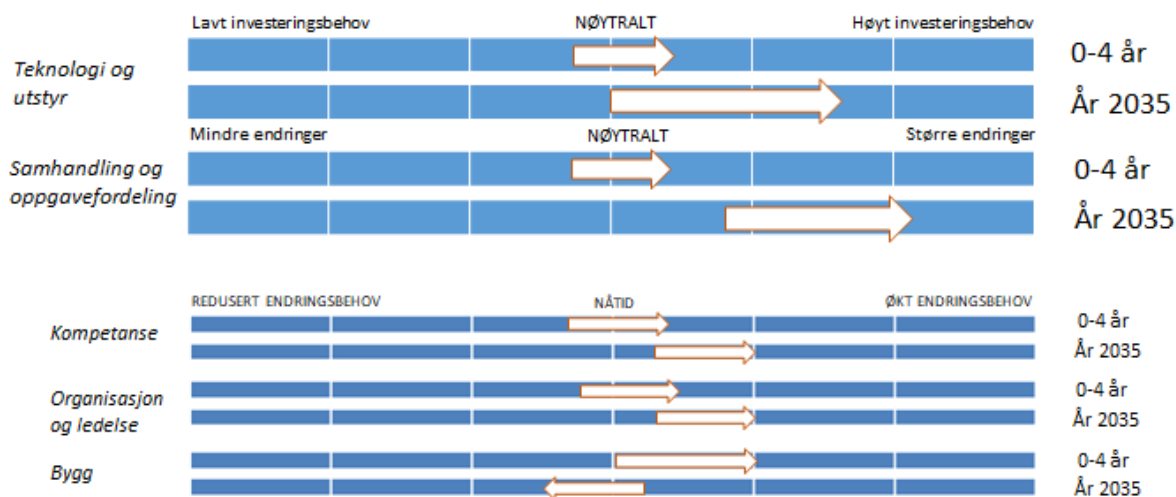 Lavt investeringsbehov NØYTRALT Høyt investeringsbehov
Teknologi og
utstyr
0-4 år
År 2035
Mindre endringer NØYTRALT Større endringer
Samhandling og
oppgavefordeling
0-4 år
År 2035
REDUSERT ENDRINGSBEHOV NÅTID ØKT ENDRINGSBEHOV
Kompetanse
0-4 år
År 2035
Organisasjon
og ledelse
0-4 år
År 2035
Bygg
0-4 år
År 2035